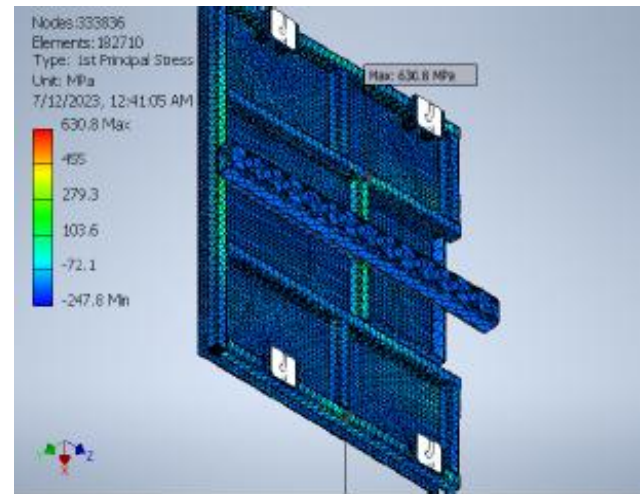 Nodes:333836
Elements:182710
Type: 1st Principal Stress
Unit: MPa
7/12/2023, 12:41:05 AM
630.8 Max
Max: 630.8 MPa
455
279.3
103.6
-72.1
-247.8 Min
Z
X